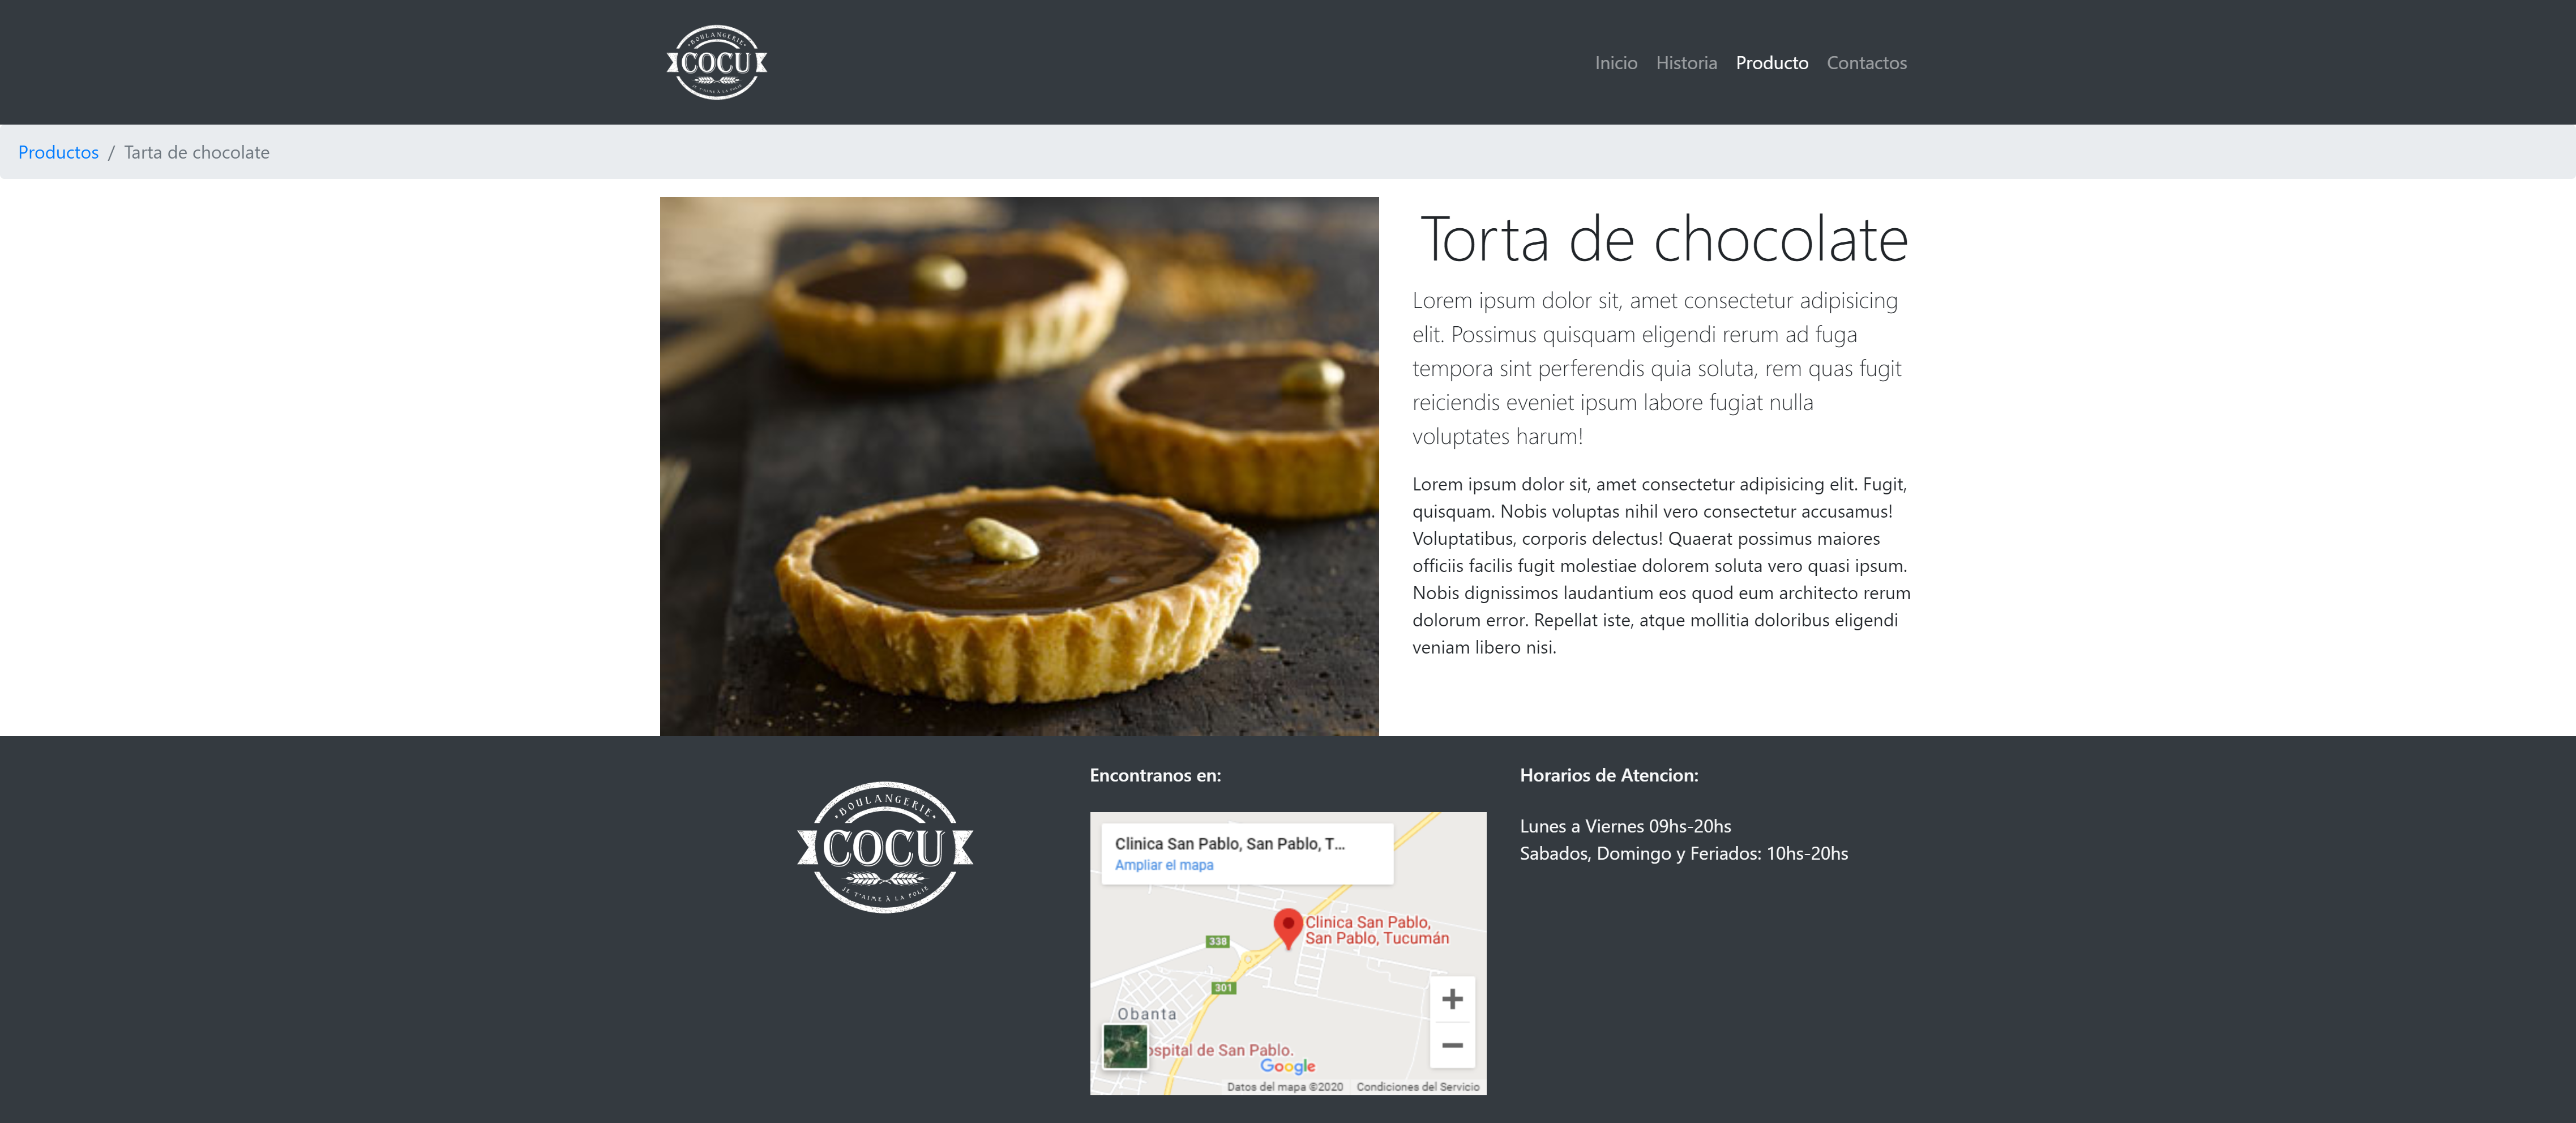 BOULANGERIE
COCU
JE T'AIME À LA FOLIE
Inicio Historia Producto Contactos
Productos / Tarta de chocolate
Torta de chocolate
Lorem ipsum dolor sit, amet consectetur adipisicing
elit. Possimus quisquam eligendi rerum ad fuga
tempora sint perferendis quia soluta, rem quas fugit
reiciendis eveniet ipsum labore fugiat nulla
voluptates harum!
Lorem ipsum dolor sit, amet consectetur adipisicing elit. Fugit,
quisquam. Nobis voluptas nihil vero consectetur accusamus!
Voluptatibus, corporis delectus! Quaerat possimus maiores
officiis facilis fugit molestiae dolorem soluta vero quasi ipsum.
Nobis dignissimos laudantium eos quod eum architecto rerum
dolorum error. Repellat iste, atque mollitia doloribus eligendi
veniam libero nisi.
BOULANGERIE
COCU
JE T'AIME À LA FOLIE
Encontranos en:
Clinica San Pablo, San Pablo, T...
Ampliar el mapa
Clinica San Pablo,
San Pablo, Tucumán
338
301
Obanta
ospital de San Pablo.
Google
Datos del mapa ©2020 Condiciones del Servicio
Horarios de Atencion:
Lunes a Viernes 09hs-20hs
Sabados, Domingo y Feriados: 10hs-20hs